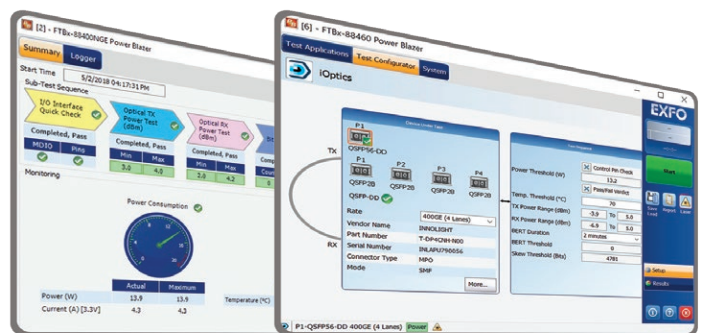 [2] - FTBx-88400NGE Power Blazer
Summary Logger
Start Time 5/2/2018 04:17:31 PM
Sub-Test Sequence
I/O Interface Quick Check
Optical TX Power Test (dBm)
Optical RX Power Test (dBm)
Completed, Pass
MDIO Pins
Completed, Pass
Min Max
2.0 4.0
Completed, Pass
Min Max
2.0 4.2
Monitoring
Power Consumption
Actual Maximum
Power (W) 13.9 13.9
Current (A) [3.3V] 4.3 4.3
Temperature (°C)
[6] - FTBx-88460 Power Blazer
Test Applications Test Configurator System
iOptics
EXFO
TX
RX
P1
QSFP56-DD
P1 P2 P3 P4
QSFP28 QSFP28 QSFP28 QSFP28
QSFP-DD
Rate 400GE (4 Lanes)
Vendor Name INNOLIGHT
Part Number T-DP4CNH-N00
Serial Number INLAPU790056
Connector Type MPO
Mode SMF
More...
Control Pin Check
Power Threshold (W) 13.2
Pass/Fail Verdict
Temp. Threshold (°C) 70
TX Power Range (dBm) -3.9 To 5.0
RX Power Range (dBm) -6.9 To 5.0
BERT Duration 2 minutes
BERT Threshold 0
Skew Threshold (Bits) 4781
Start
Save Load
Report
Laser
Setup
Results
P1-QSFP56-DD 400GE (4 Lanes) Power